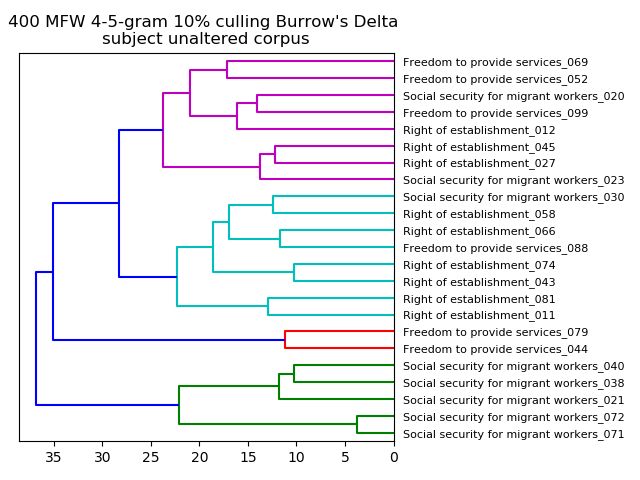 400 MFW 4-5-gram 10% culling Burrow's Delta
subject unaltered corpus
Freedom to provide services_069
Freedom to provide services_052
Social security for migrant workers_020
Freedom to provide services_099
Right of establishment_012
Right of establishment_045
Right of establishment_027
Social security for migrant workers_023
Social security for migrant workers_030
Right of establishment_058
Right of establishment_066
Freedom to provide services_088
Right of establishment_074
Right of establishment_043
Right of establishment_081
Right of establishment_011
Freedom to provide services_079
Freedom to provide services_044
Social security for migrant workers_040
Social security for migrant workers_038
Social security for migrant workers_021
Social security for migrant workers_072
Social security for migrant workers_071
35 30 25 20 15 10 5 0